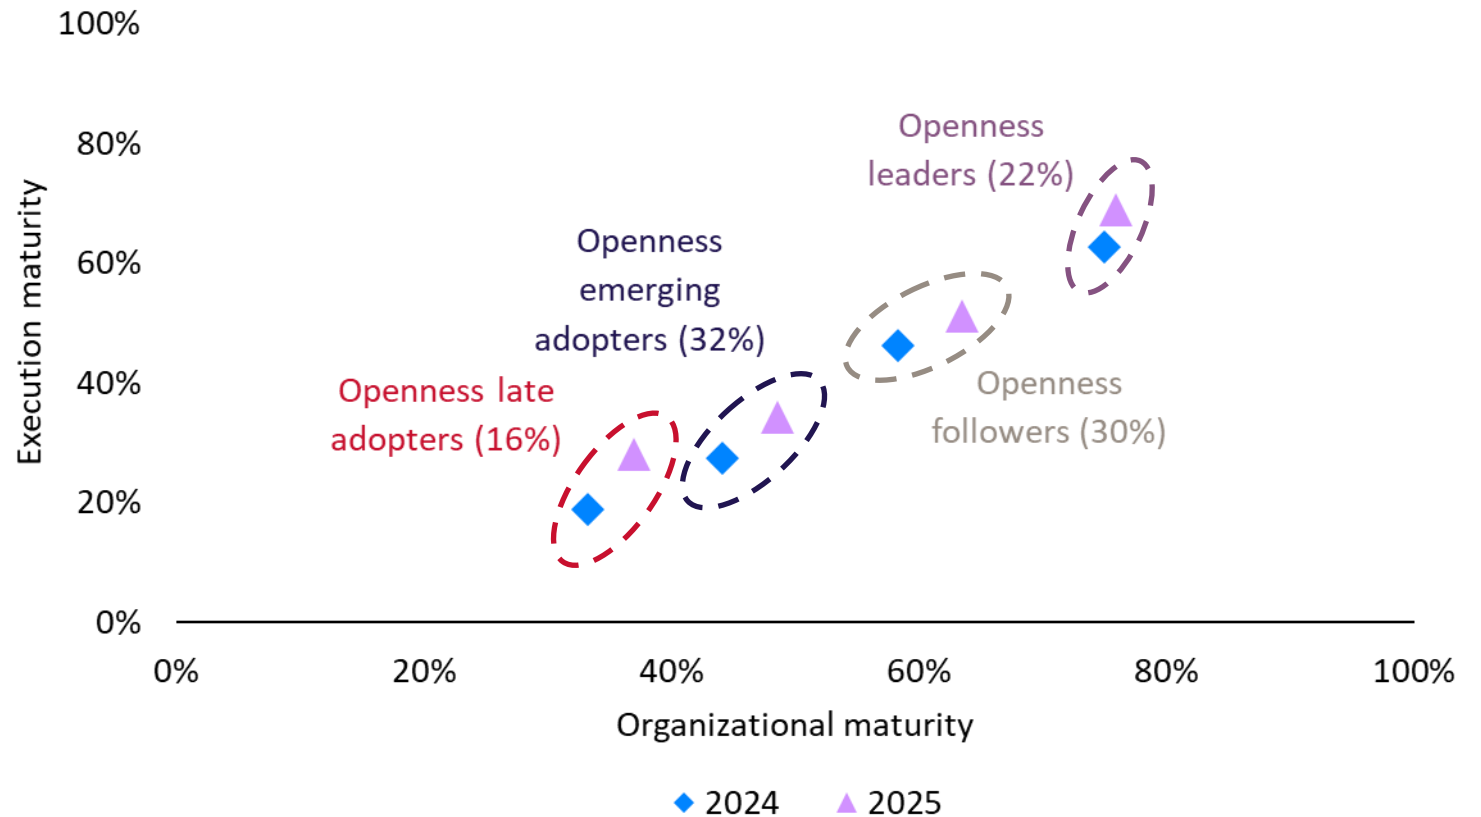 100%
80%
60%
40%
20%
0%
Execution maturity
Openness
leaders (22%)
Openness
emerging
adopters (32%)
Openness late
adopters (16%)
Openness
followers (30%)
0%
20%
40%
60%
80%
100%
Organizational maturity
2024
2025